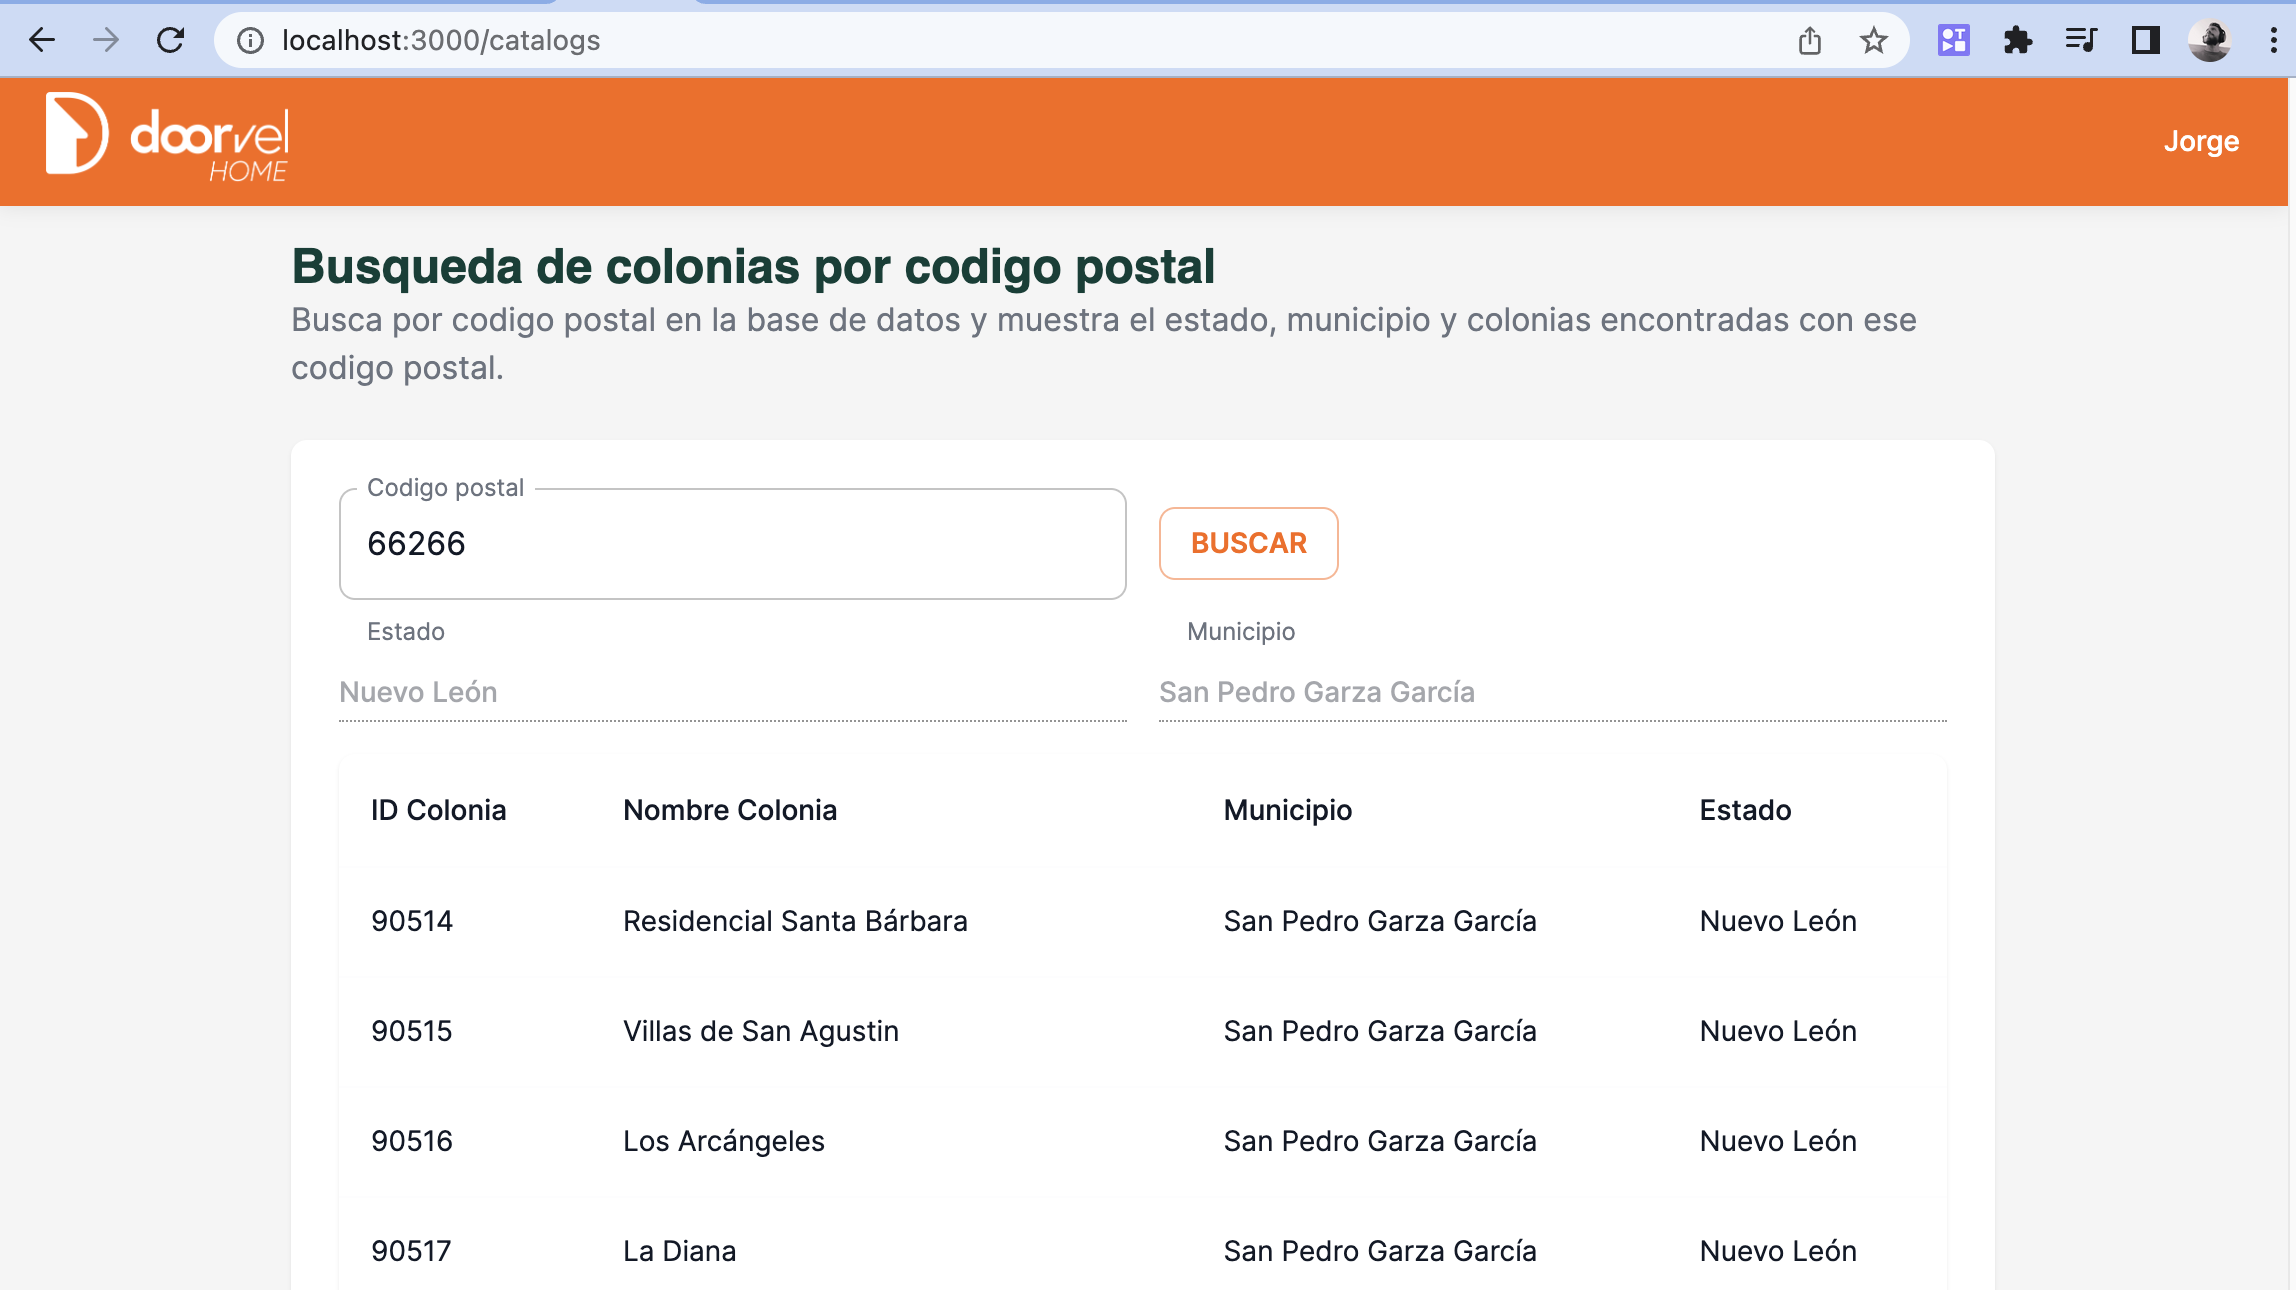 localhost:3000/catalogs
doorvel
HOME
Jorge
Busqueda de colonias por codigo postal
Busca por codigo postal en la base de datos y muestra el estado, municipio y colonias encontradas con ese
codigo postal.
Codigo postal
66266
BUSCAR
Estado
Municipio
Nuevo León
San Pedro Garza García
ID Colonia Nombre Colonia Municipio Estado
90514 Residencial Santa Bárbara San Pedro Garza García Nuevo León
90515 Villas de San Agustin San Pedro Garza García Nuevo León
90516 Los Arcángeles San Pedro Garza García Nuevo León
90517 La Diana San Pedro Garza García Nuevo León